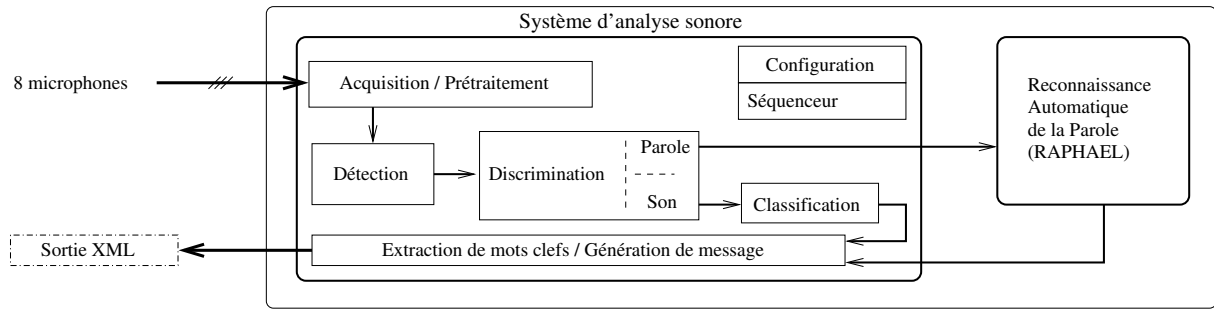 Système d'analyse sonore
8 microphones
Acquisition / Prétraitement
Configuration
Séquenceur
Reconnaissance
Automatique
de la Parole
(RAPHAEL)
Détection
Discrimination
Parole
Son
Classification
Extraction de mots clefs / Génération de message
Sortie XML